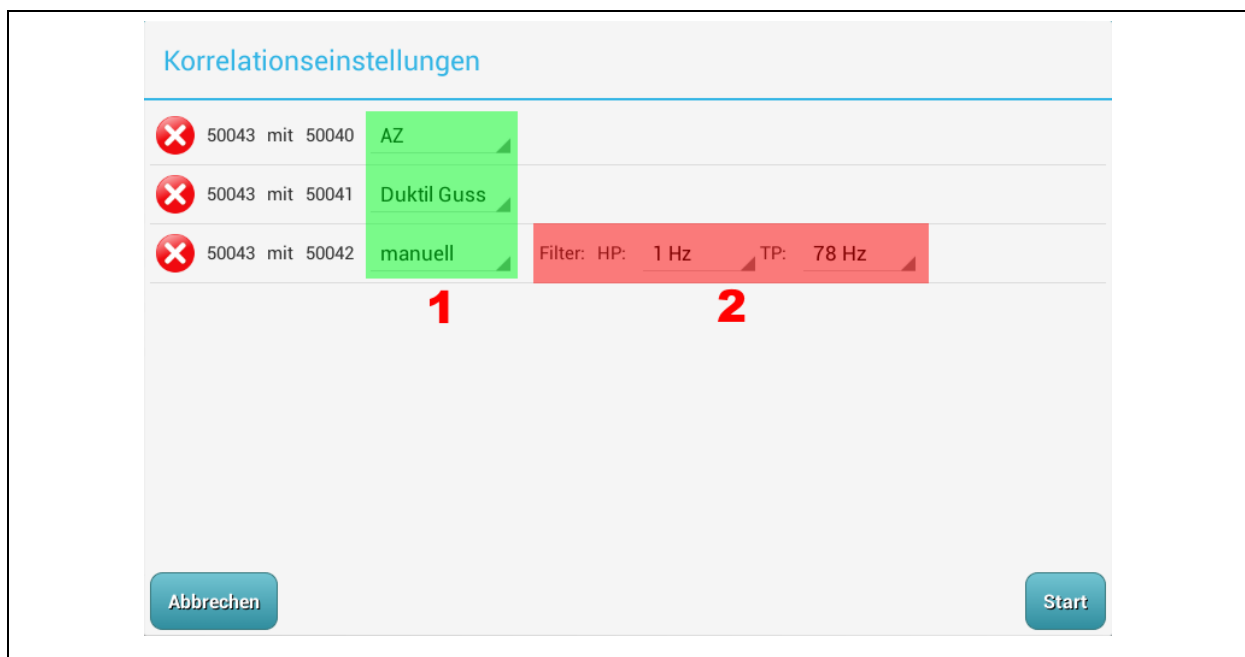 Korrelationseinstellungen
50043 mit 50040 AZ
50043 mit 50041 Duktil Guss
50043 mit 50042 manuell Filter: HP: 1 Hz TP: 78 Hz
1 2
Abbrechen Start